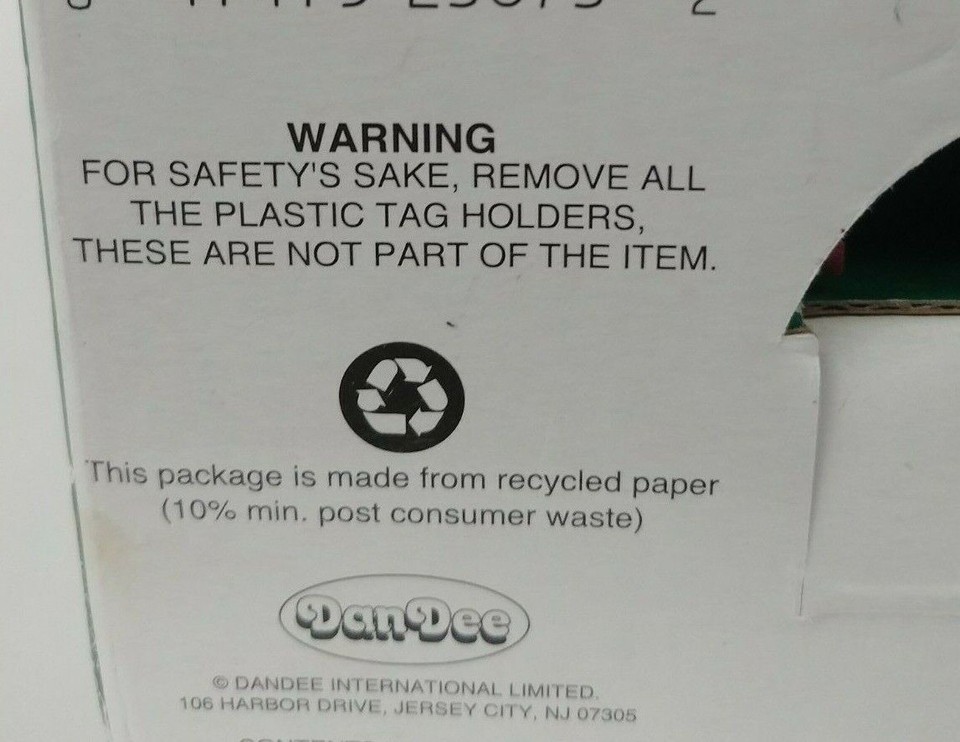 WARNING
FOR SAFETY'S SAKE, REMOVE ALL
THE PLASTIC TAG HOLDERS,
THESE ARE NOT PART OF THE ITEM.
This package is made from recycled paper
(10% min. post consumer waste)
DanDee
© DANDEE INTERNATIONAL LIMITED.
106 HARBOR DRIVE, JERSEY CITY, NJ 07305